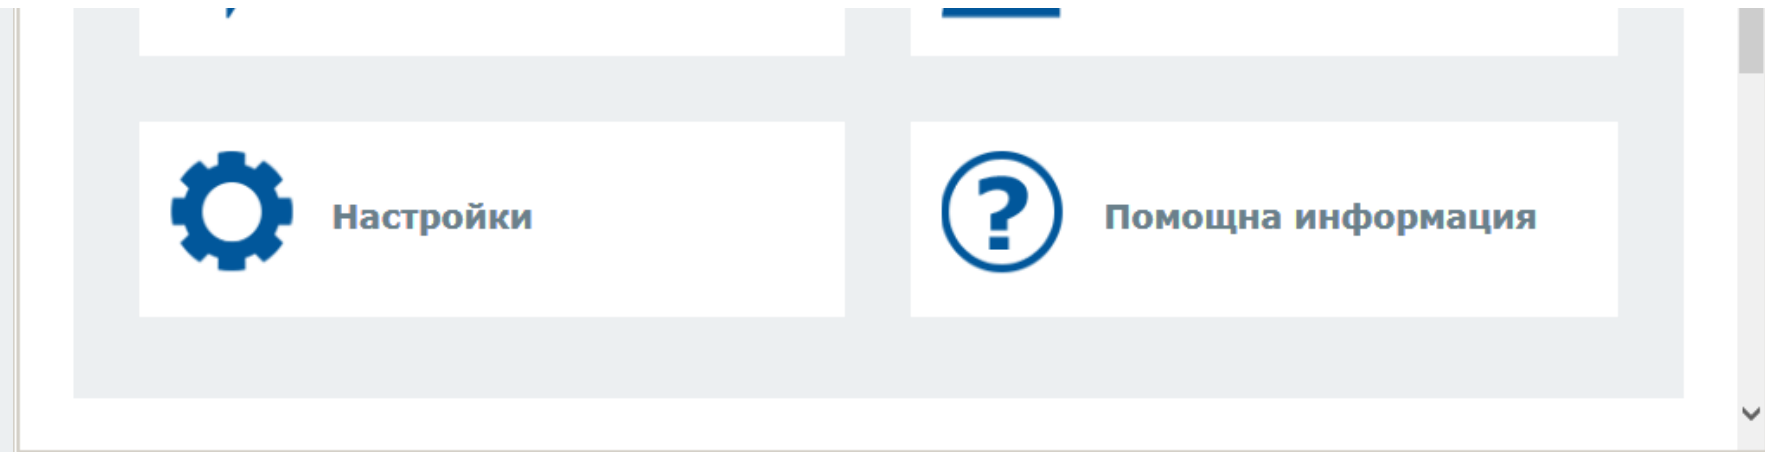 Настройки
Помощна информация